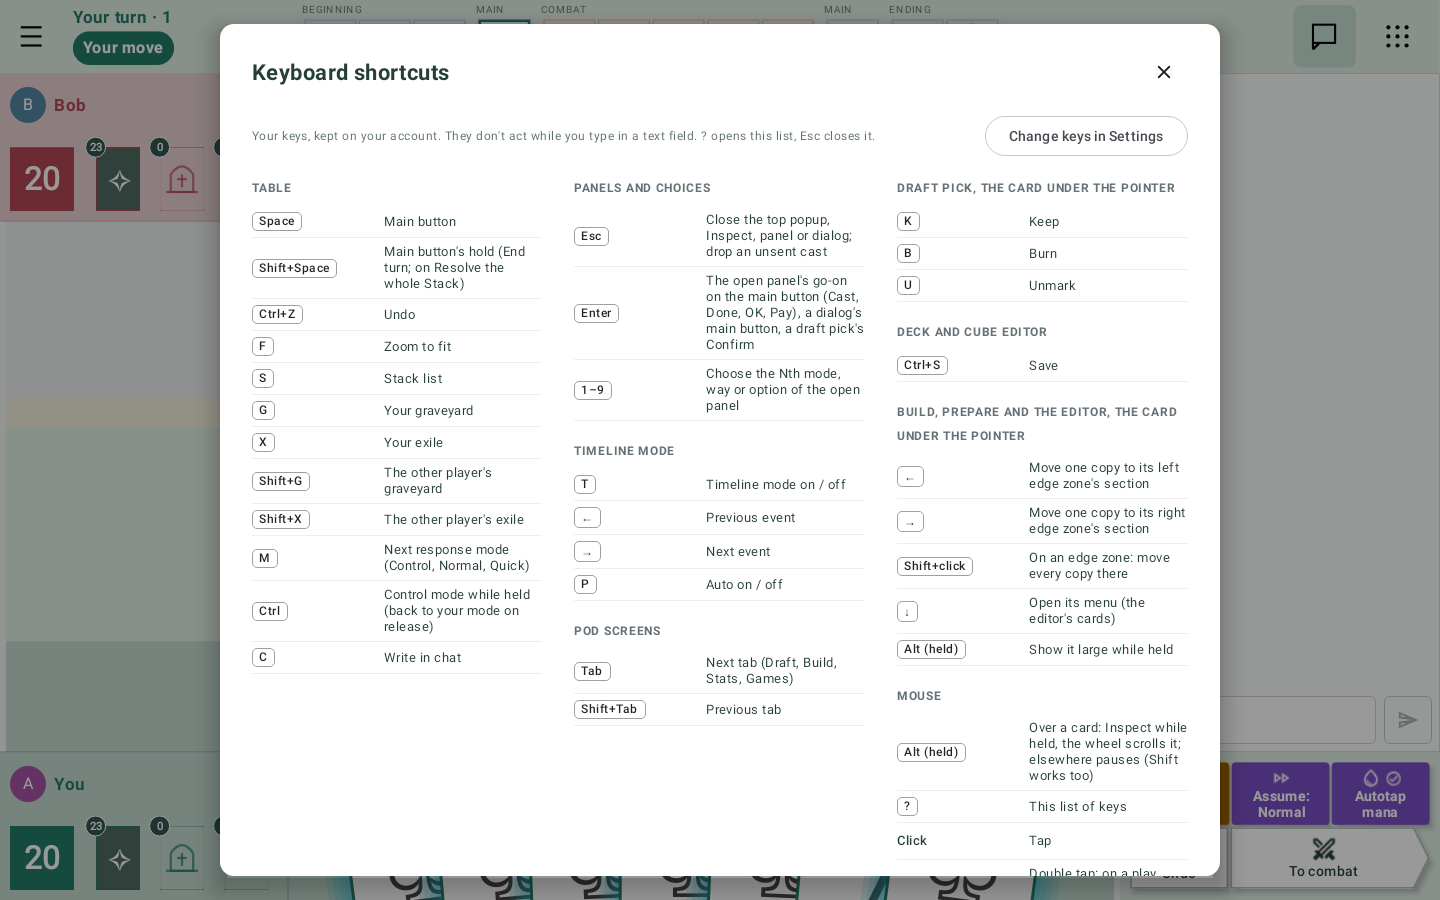 BEGINNING
MAIN
COMBAT
MAIN
ENDING
Your turn · 1
Your move
B
Bob
20
23
0
Keyboard shortcuts
Your keys, kept on your account. They don't act while you type in a text field. ? opens this list, Esc closes it.
Change keys in Settings
TABLE
Space
Main button
Shift+Space
Main button's hold (End
turn; on Resolve the
whole Stack)
Ctrl+Z
Undo
F
Zoom to fit
S
Stack list
G
Your graveyard
X
Your exile
Shift+G
The other player's
graveyard
Shift+X
The other player's exile
M
Next response mode
(Control, Normal, Quick)
Ctrl
Control mode while held
(back to your mode on
release)
C
Write in chat
PANELS AND CHOICES
Esc
Close the top popup,
Inspect, panel or dialog;
drop an unsent cast
Enter
The open panel's go-on
on the main button (Cast,
Done, OK, Pay), a dialog's
main button, a draft pick's
Confirm
1–9
Choose the Nth mode,
way or option of the open
panel
TIMELINE MODE
T
Timeline mode on / off
←
Previous event
→
Next event
P
Auto on / off
POD SCREENS
Tab
Next tab (Draft, Build,
Stats, Games)
Shift+Tab
Previous tab
DRAFT PICK, THE CARD UNDER THE POINTER
K
Keep
B
Burn
U
Unmark
DECK AND CUBE EDITOR
Ctrl+S
Save
BUILD, PREPARE AND THE EDITOR, THE CARD
UNDER THE POINTER
←
Move one copy to its left
edge zone's section
→
Move one copy to its right
edge zone's section
Shift+click
On an edge zone: move
every copy there
↓
Open its menu (the
editor's cards)
Alt (held)
Show it large while held
MOUSE
Alt (held)
Over a card: Inspect while
held, the wheel scrolls it;
elsewhere pauses (Shift
works too)
?
This list of keys
Click
Tap
Double tap: on a play
A
You
20
23
0
Assume:
Normal
Autotap
mana
To combat